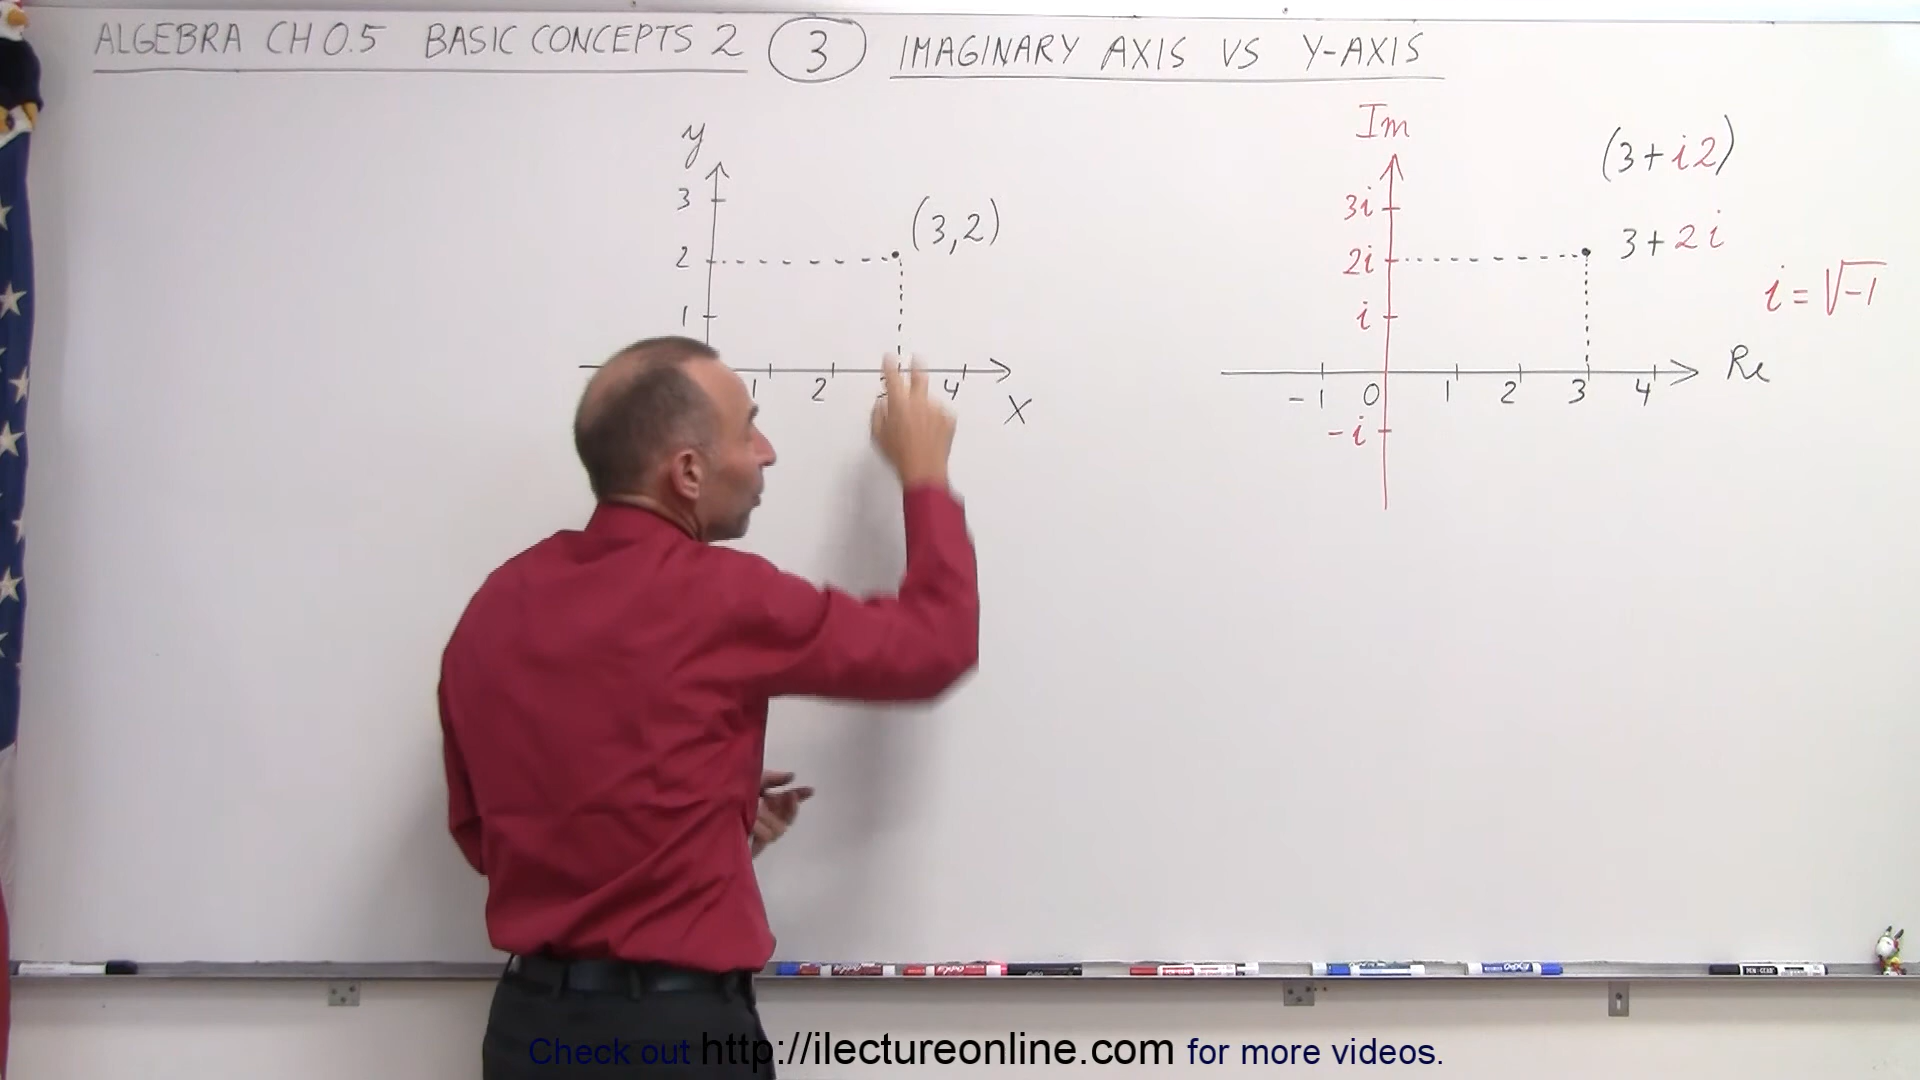 ALGEBRA CH 0.5 BASIC CONCEPTS 2 3 IMAGINARY AXIS VS Y-AXIS
y
3
2
1
(3,2)
1 2 3 4
X
Im
3i
2i
i
-i
(3+i2)
3+2i
i=√-1
-1 0 1 2 3 4
Re
Check out http://ilectureonline.com for more videos.